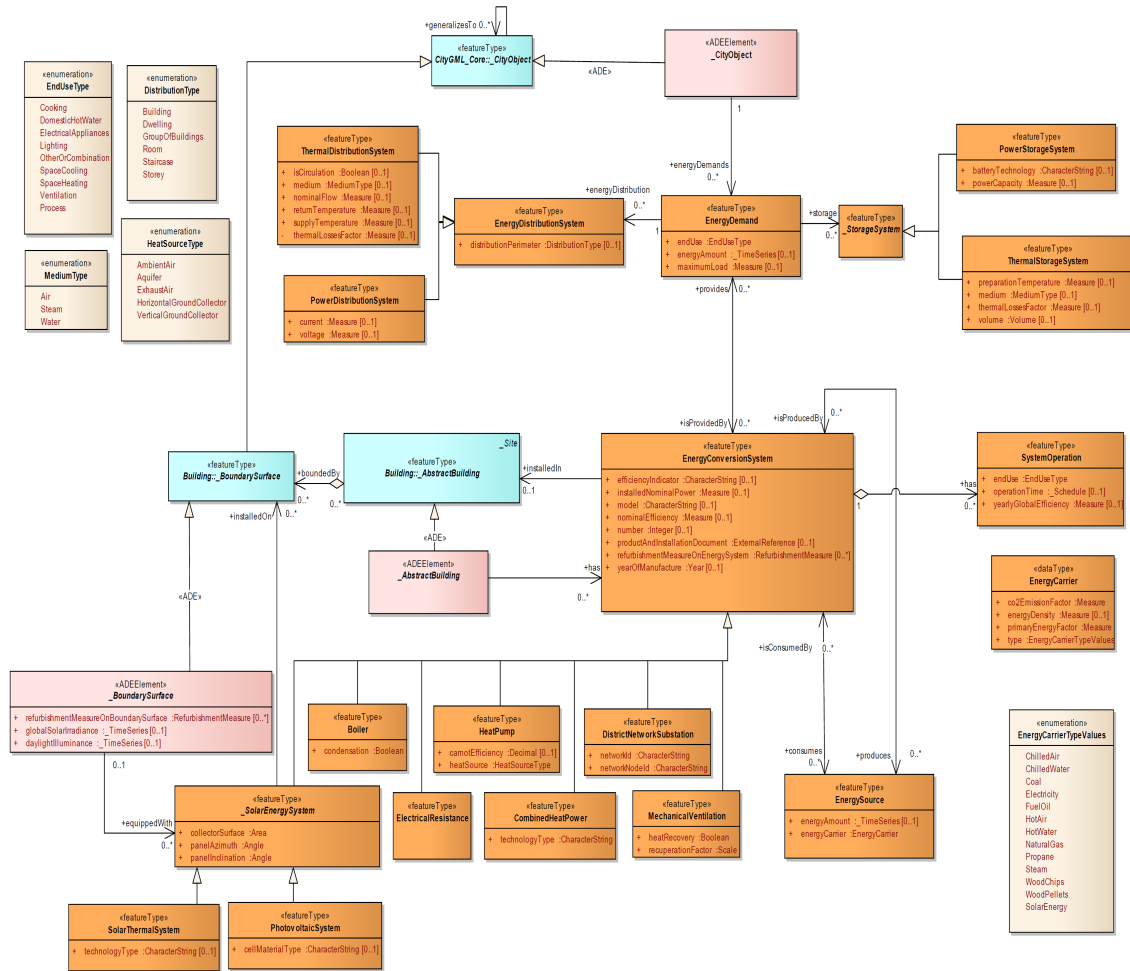 +generalizesTo 0..*
«featureType»
CityGML_Core::_CityObject
«ADEElement»
_CityObject
«ADE»
1
«enumeration»
EndUseType
Cooking
DomesticHotWater
ElectricalAppliances
Lighting
OtherOrCombination
SpaceCooling
SpaceHeating
Ventilation
Process
«enumeration»
DistributionType
Building
Dwelling
GroupOfBuildings
Room
Staircase
Storey
«enumeration»
HeatSourceType
AmbientAir
Aquifer
ExhaustAir
HorizontalGroundCollector
VerticalGroundCollector
«enumeration»
MediumType
Air
Steam
Water
«featureType»
ThermalDistributionSystem
+ isCirculation :Boolean [0..1]
+ medium :MediumType [0..1]
+ nominalFlow :Measure [0..1]
+ returnTemperature :Measure [0..1]
+ supplyTemperature :Measure [0..1]
- thermalLossesFactor :Measure [0..1]
«featureType»
PowerDistributionSystem
+ current :Measure [0..1]
+ voltage :Measure [0..1]
«featureType»
EnergyDistributionSystem
+ distributionPerimeter :DistributionType [0..1]
+energyDistribution
0..*
1
+energyDemands
0..*
«featureType»
EnergyDemand
+ endUse :EndUseType
+ energyAmount :_TimeSeries [0..1]
+ maximumLoad :Measure [0..1]
+storage
0..*
«featureType»
_StorageSystem
«featureType»
PowerStorageSystem
+ batteryTechnology :CharacterString [0..1]
+ powerCapacity :Measure [0..1]
«featureType»
ThermalStorageSystem
+ preparationTemperature :Measure [0..1]
+ medium :MediumType [0..1]
+ thermalLossesFactor :Measure [0..1]
+ volume :Volume [0..1]
+provides 0..*
+isProvidedBy 0..*
+isProducedBy
0..*
«featureType»
Building::_BoundarySurface
+boundedBy
0..*
0..*
_Site
«featureType»
Building::_AbstractBuilding
+installedIn
0..1
+installedOn 0..*
«ADE»
«ADEElement»
_AbstractBuilding
+has
0..*
«featureType»
EnergyConversionSystem
+ efficiencyIndicator :CharacterString [0..1]
+ installedNominalPower :Measure [0..1]
+ model :CharacterString [0..1]
+ nominalEfficiency :Measure [0..1]
+ number :Integer [0..1]
+ productAndInstallationDocument :ExternalReference [0..1]
+ refurbishmentMeasureOnEnergySystem :RefurbishmentMeasure [0..*]
+ yearOfManufacture :Year [0..1]
1
+has
0..*
«featureType»
SystemOperation
+ endUse :EndUseType
+ operationTime :_Schedule [0..1]
+ yearlyGlobalEfficiency :Measure [0..1]
«dataType»
EnergyCarrier
+ co2EmissionFactor :Measure
+ energyDensity :Measure [0..1]
+ primaryEnergyFactor :Measure
+ type :EnergyCarrierTypeValues
«ADE»
+isConsumedBy
0..*
«ADEElement»
_BoundarySurface
+ refurbishmentMeasureOnBoundarySurface :RefurbishmentMeasure [0..*]
+ globalSolarIrradiance :_TimeSeries [0..1]
+ daylightIlluminance :_TimeSeries [0..1]
0..1
+equippedWith
0..*
«featureType»
_SolarEnergySystem
+ collectorSurface :Area
+ panelAzimuth :Angle
+ panelInclination :Angle
«featureType»
Boiler
+ condensation :Boolean
«featureType»
HeatPump
+ carnotEfficiency :Decimal [0..1]
+ heatSource :HeatSourceType
«featureType»
DistrictNetworkSubstation
+ networkId :CharacterString
+ networkNodeId :CharacterString
«featureType»
ElectricalResistance
«featureType»
CombinedHeatPower
+ technologyType :CharacterString
«featureType»
MechanicalVentilation
+ heatRecovery :Boolean
+ recuperationFactor :Scale
+consumes
0..*
+produces
0..*
«featureType»
EnergySource
+ energyAmount :_TimeSeries [0..1]
+ energyCarrier :EnergyCarrier
«enumeration»
EnergyCarrierTypeValues
ChilledAir
ChilledWater
Coal
Electricity
FuelOil
HotAir
HotWater
NaturalGas
Propane
Steam
WoodChips
WoodPellets
SolarEnergy
«featureType»
SolarThermalSystem
+ technologyType :CharacterString [0..1]
«featureType»
PhotovoltaicSystem
+ cellMaterialType :CharacterString [0..1]